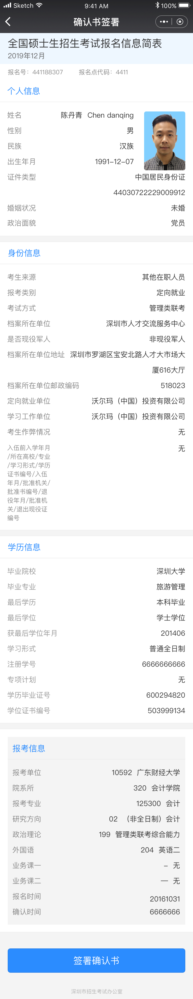 Sketch 9:41 AM 100%
确认书签署
全国硕士生招生考试报名信息简表
2019年12月
报名号：441188307 报名点代码：4411
个人信息
姓名 陈丹青 Chen danqing
性别 男
民族 汉族
出生年月 1991–12–07
证件类型 中国居民身份证
44030722229009912
婚姻状况 未婚
政治面貌 党员
身份信息
考生来源 其他在职人员
报考类别 定向就业
考试方式 管理类联考
档案所在单位 深圳市人才交流服务中心
是否现役军人 非现役军人
档案所在单位地址 深圳市罗湖区宝安北路人才大市场大
厦616大厅
档案所在单位邮政编码 518023
定向就业单位 沃尔玛（中国）投资有限公司
学习工作单位 沃尔玛（中国）投资有限公司
考生作弊情况 无
入伍前入学年月 无
/所在高校/专业
/学习形式/学历
证书编号/入伍
年月/批准机关/
批准书编号/退
役年月/批准机
关/退出现役证
编号
学历信息
毕业院校 深圳大学
毕业专业 旅游管理
最后学历 本科毕业
最后学位 学士学位
获最后学位年月 201406
学习形式 普通全日制
注册学号 6666666666
专项计划 无
学历毕业证号 600294820
学位证书编号 503999134
报考信息
报考单位 10592 广东财经大学
院系所 320 会计学院
报考专业 125300 会计
研究方向 02 （非全日制）会计
政治理论 199 管理类联考综合能力
外国语 204 英语二
业务课一 – 无
业务课二 — 无
报名时间 20161031
确认时间 6666666
签署确认书
深圳市招生考试办公室